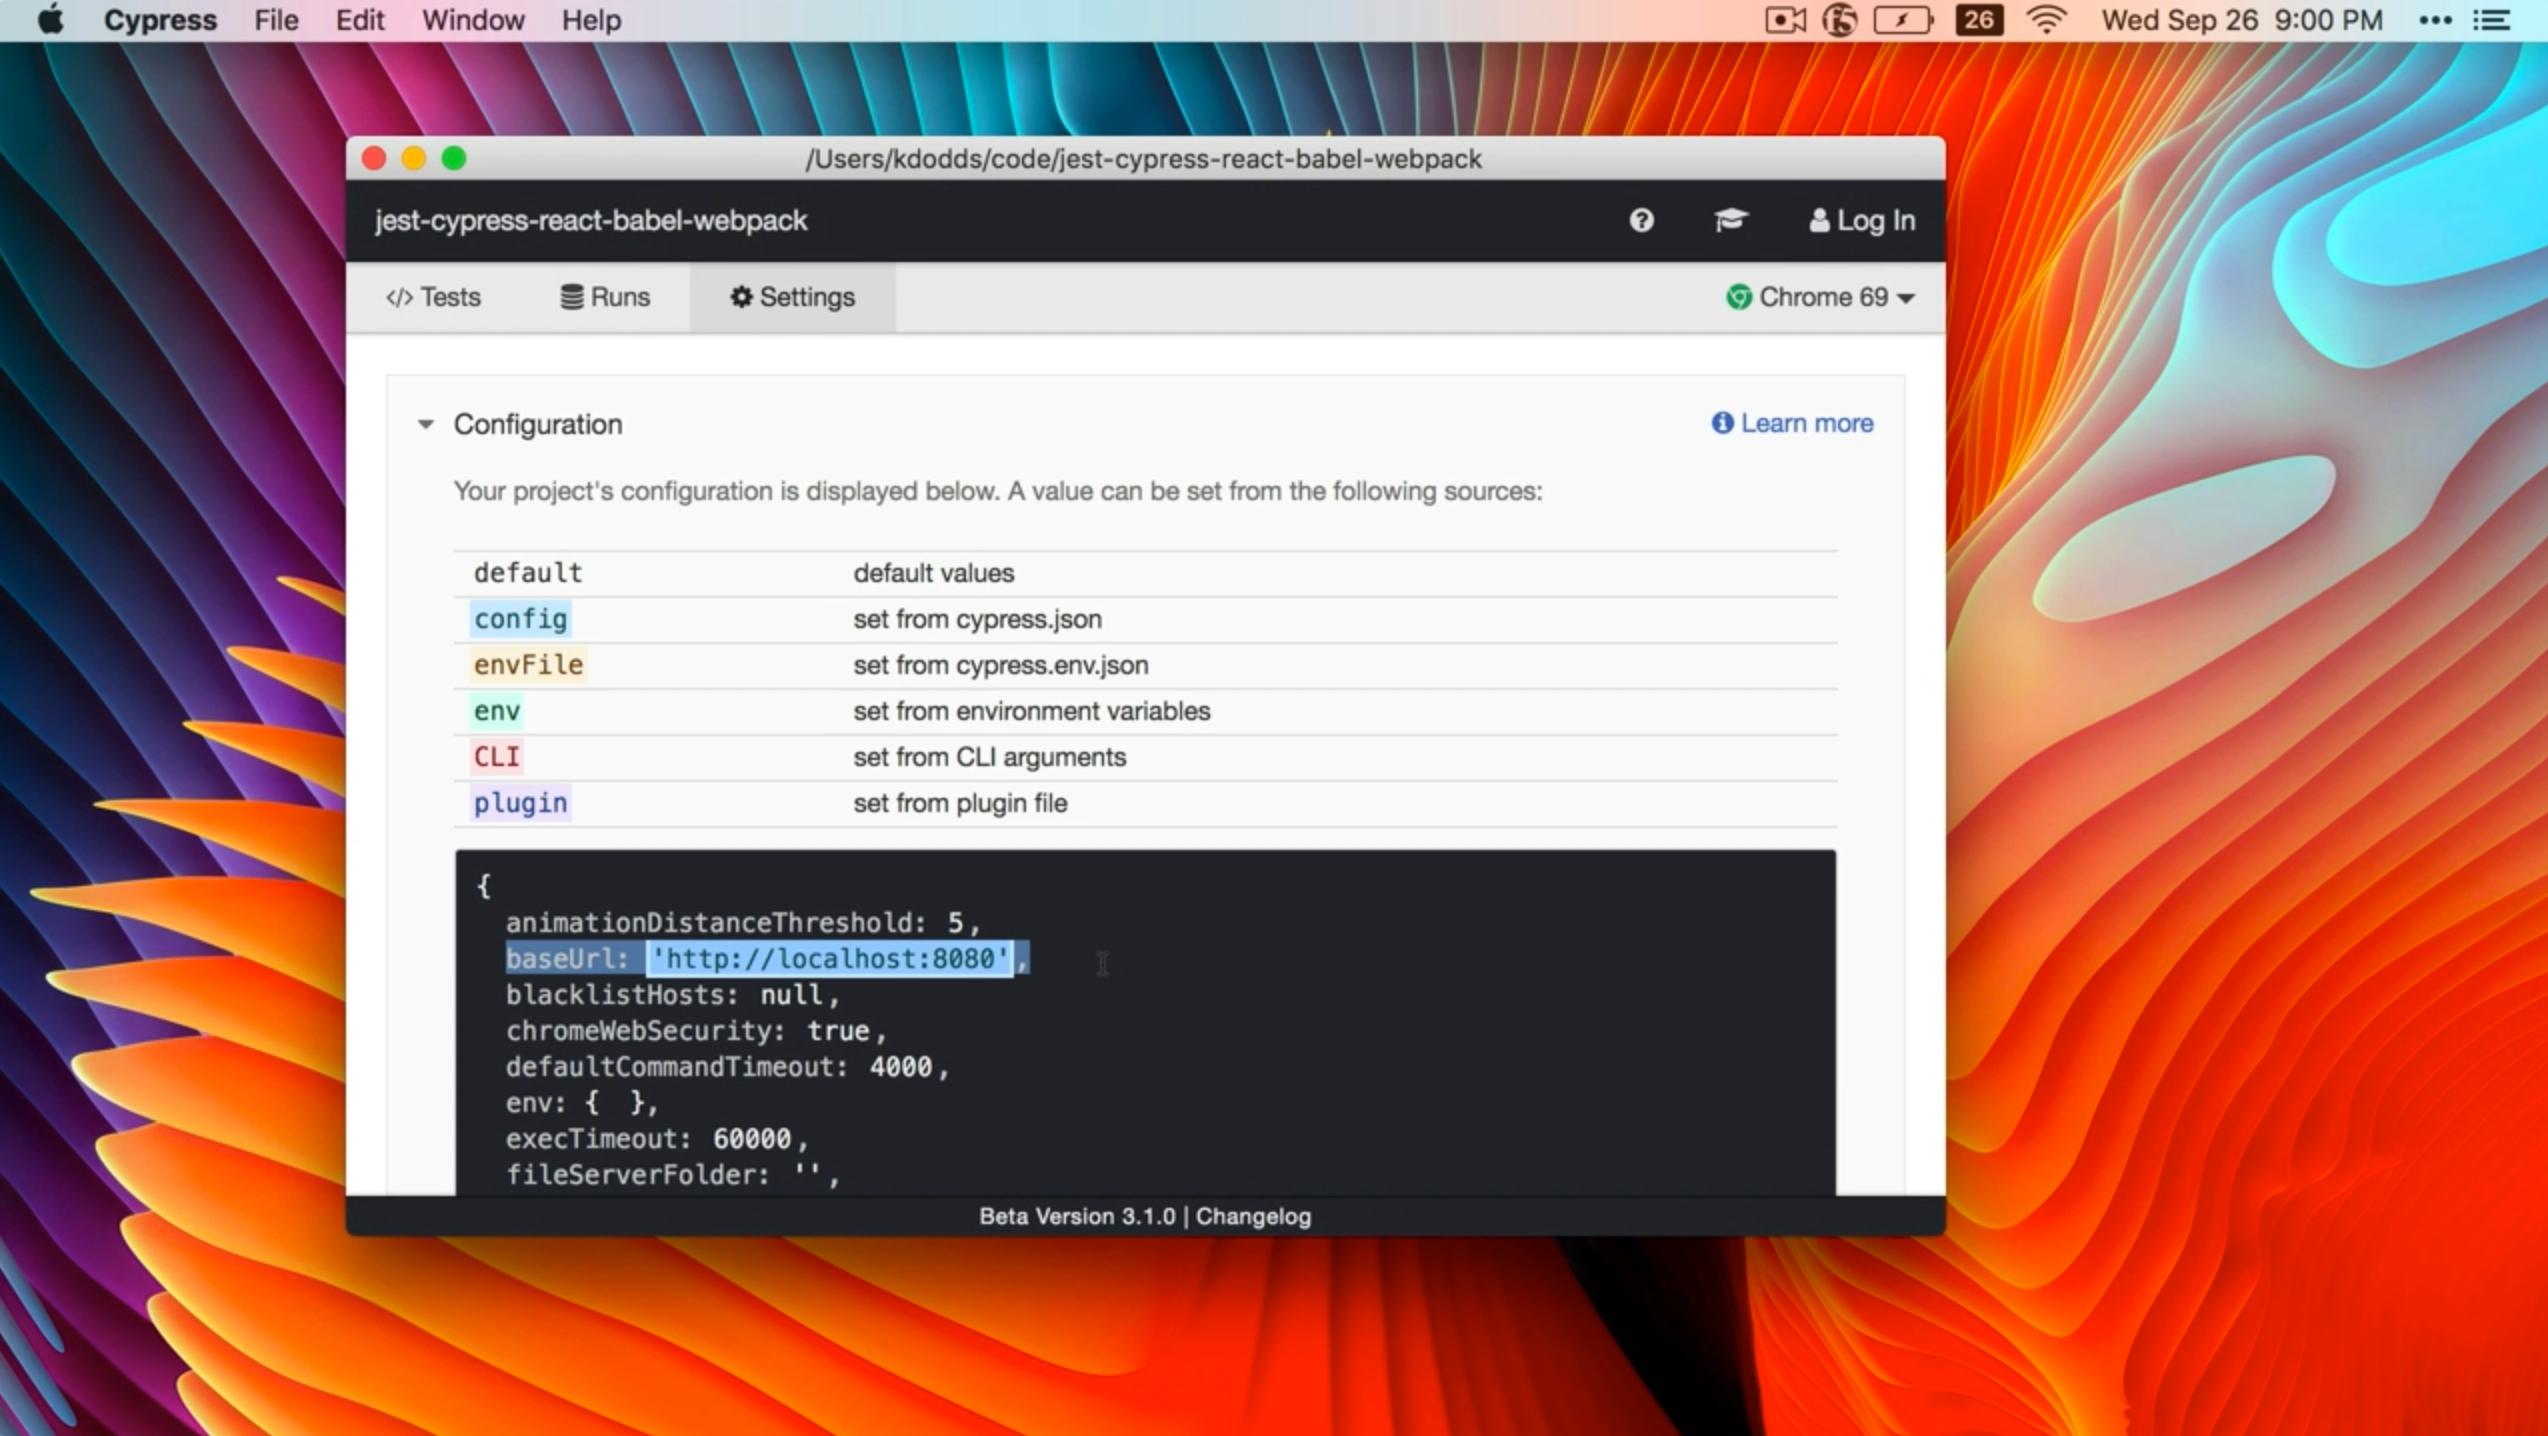 Cypress File Edit Window Help 26 Wed Sep 26 9:00 PM
/Users/kdodds/code/jest-cypress-react-babel-webpack
jest-cypress-react-babel-webpack Log In
</> Tests Runs Settings Chrome 69
Configuration Learn more
Your project's configuration is displayed below. A value can be set from the following sources:
default default values
config set from cypress.json
envFile set from cypress.env.json
env set from environment variables
CLI set from CLI arguments
plugin set from plugin file
{
animationDistanceThreshold: 5,
baseUrl: 'http://localhost:8080',
blacklistHosts: null,
chromeWebSecurity: true,
defaultCommandTimeout: 4000,
env: { },
execTimeout: 60000,
fileServerFolder: '',
Beta Version 3.1.0 | Changelog